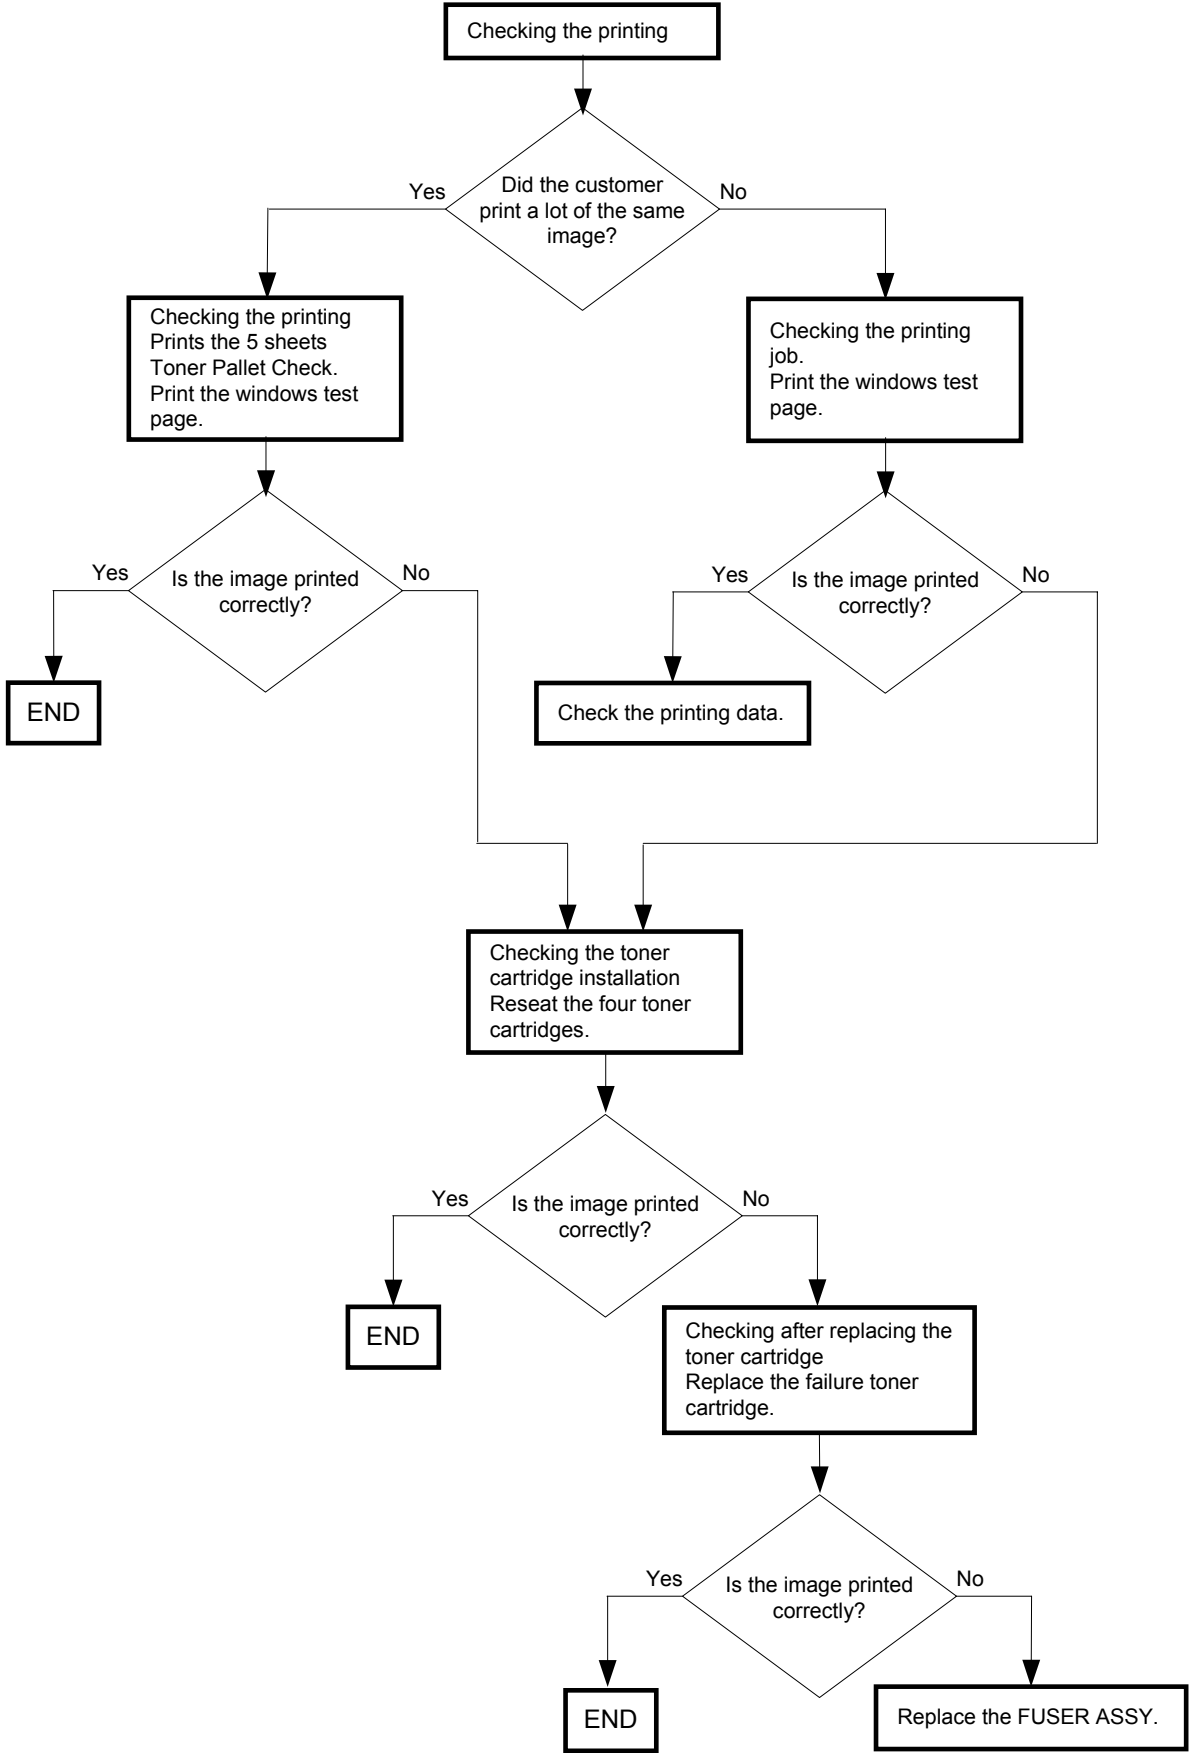 Checking the printing
Did the customer
print a lot of the same
image?
Yes
No
Checking the printing
Prints the 5 sheets
Toner Pallet Check.
Print the windows test
page.
Checking the printing
job.
Print the windows test
page.
Is the image printed
correctly?
Yes
No
Is the image printed
correctly?
Yes
No
END
Check the printing data.
Checking the toner
cartridge installation
Reseat the four toner
cartridges.
Is the image printed
correctly?
Yes
No
END
Checking after replacing the
toner cartridge
Replace the failure toner
cartridge.
Is the image printed
correctly?
Yes
No
END
Replace the FUSER ASSY.